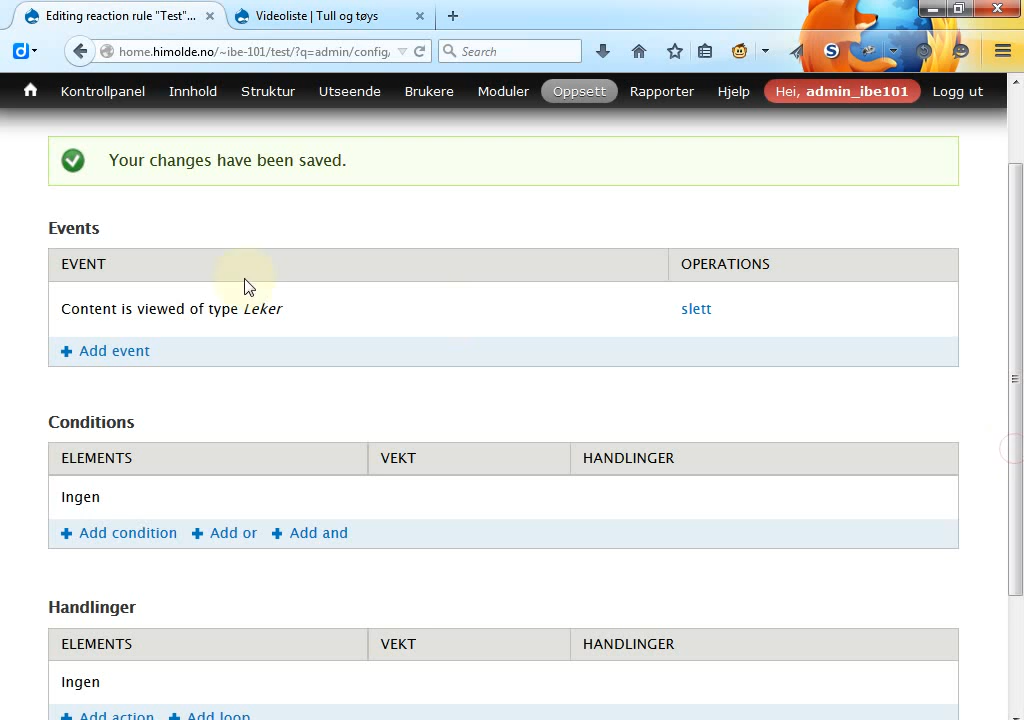 Editing reaction rule "Test"...
Videoliste | Tull og tøys
home.himolde.no/~ibe-101/test/?q=admin/config,
Search
Kontrollpanel Innhold Struktur Utseende Brukere Moduler Oppsett Rapporter Hjelp Hei, admin_ibe101 Logg ut
Your changes have been saved.
Events
EVENT OPERATIONS
Content is viewed of type Leker slett
Add event
Conditions
ELEMENTS VEKT HANDLINGER
Ingen
Add condition Add or Add and
Handlinger
ELEMENTS VEKT HANDLINGER
Ingen
Add action Add loop